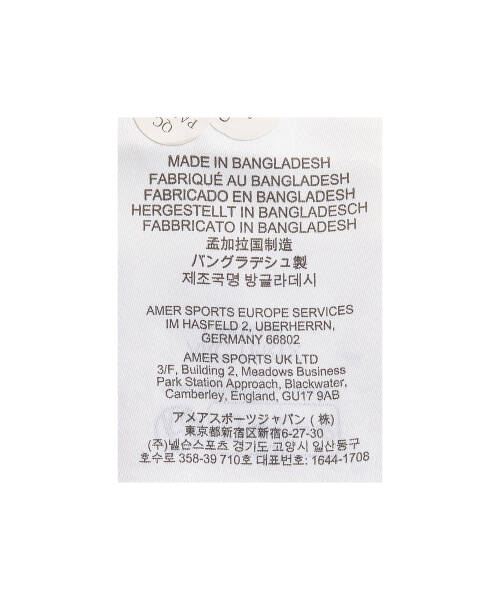 QC PA
MADE IN BANGLADESH
FABRIQUÉ AU BANGLADESH
FABRICADO EN BANGLADESH
HERGESTELLT IN BANGLADESCH
FABBRICATO IN BANGLADESH
孟加拉国制造
バングラデシュ製
제조국명 방글라데시
AMER SPORTS EUROPE SERVICES
IM HASFELD 2, UBERHERRN,
GERMANY 66802
AMER SPORTS UK LTD
3/F, Building 2, Meadows Business
Park Station Approach, Blackwater,
Camberley, England, GU17 9AB
アメアスポーツジャパン (株)
東京都新宿区新宿6-27-30
(주)넬슨스포츠 경기도 고양시 일산동구
호수로 358-39 710호 대표번호: 1644-1708